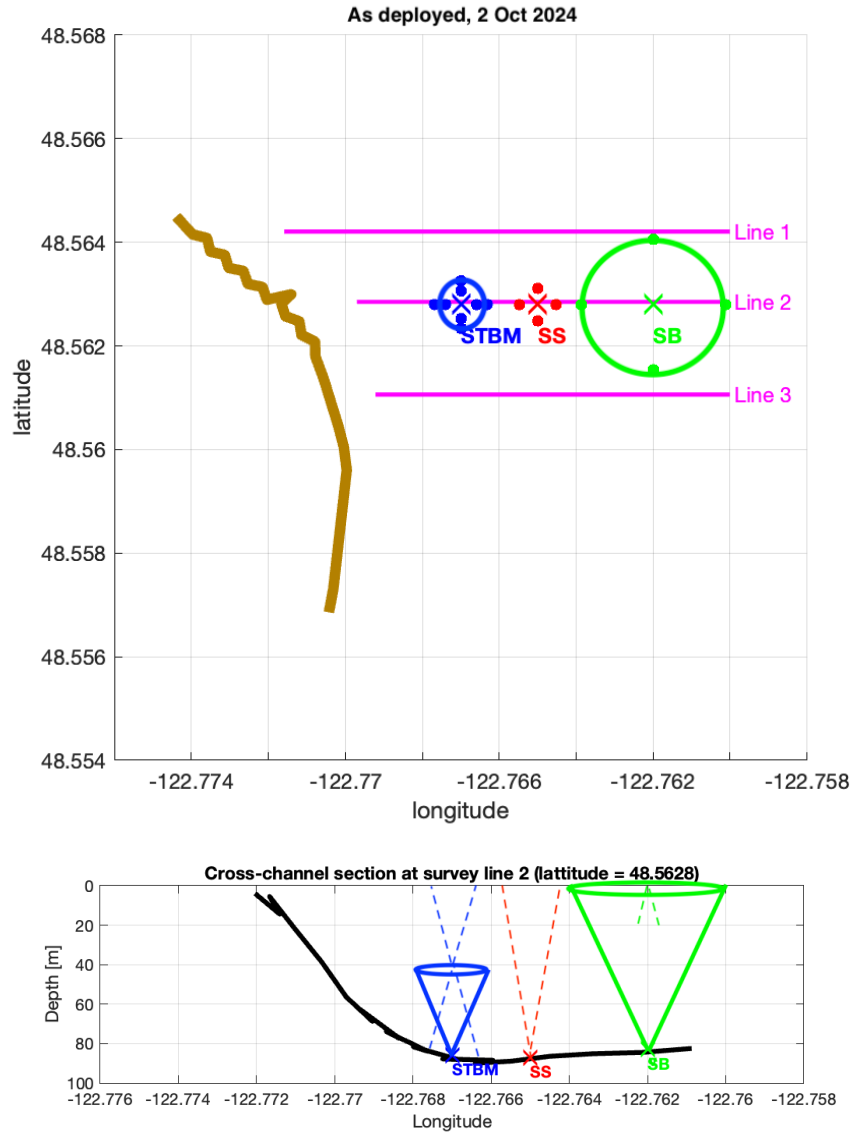 As deployed, 2 Oct 2024
48.568
48.566
48.564
48.562
48.56
48.558
48.556
48.554
latitude
Line 1
Line 2
Line 3
STBM
SS
SB
-122.774
-122.77
-122.766
-122.762
-122.758
longitude
Cross-channel section at survey line 2 (lattitude = 48.5628)
0
20
40
60
80
100
Depth [m]
STBM
SS
SB
-122.776
-122.774
-122.772
-122.77
-122.768
-122.766
-122.764
-122.762
-122.76
-122.758
Longitude